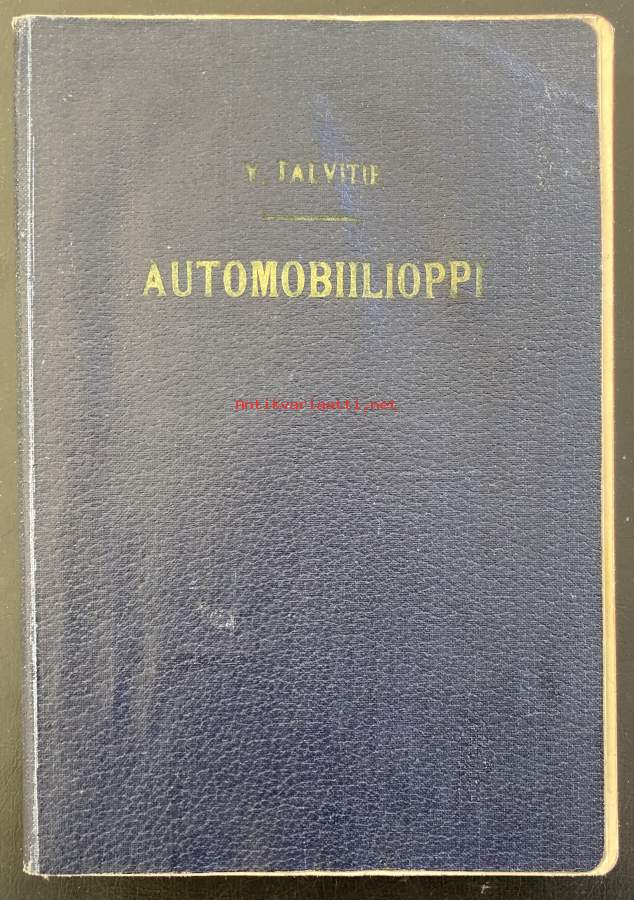 Y. TALVITIE
AUTOMOBIILIOPPI
Antikvariaatti.net